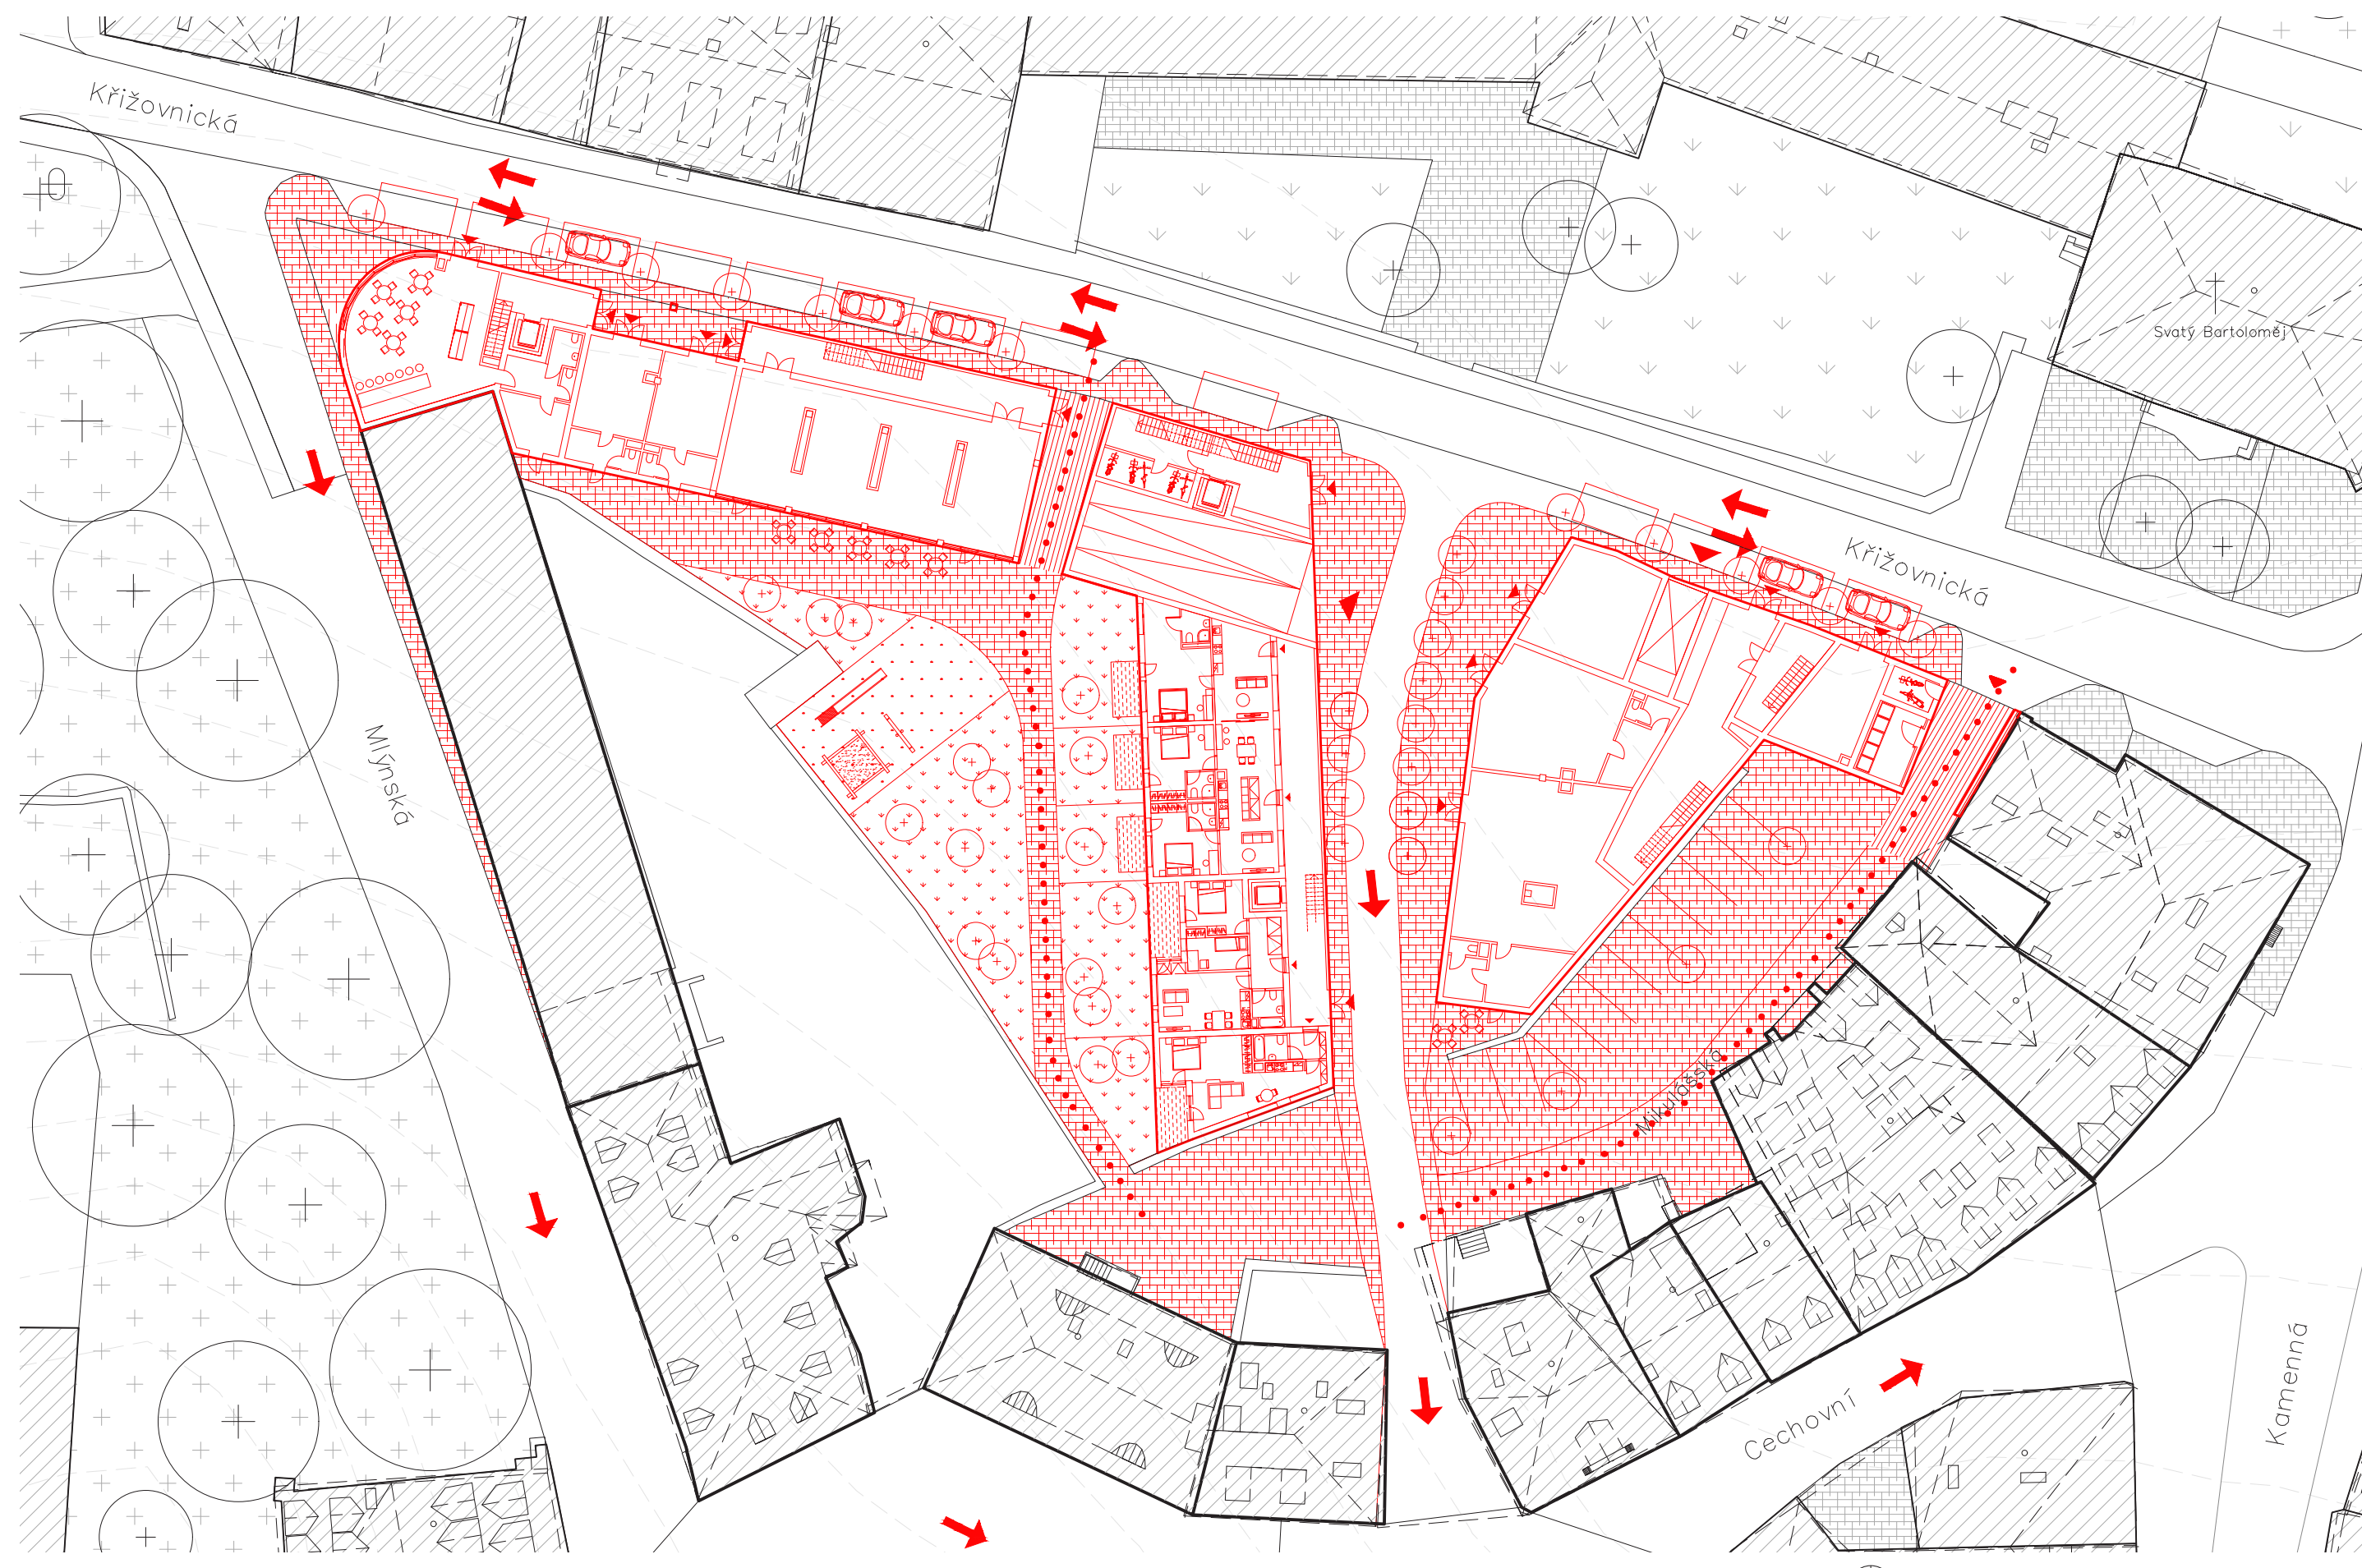 Křižovnická
Svatý Bartoloměj
Křižovnická
Mlýnská
Mikulášská
Cechovní
Kamenná